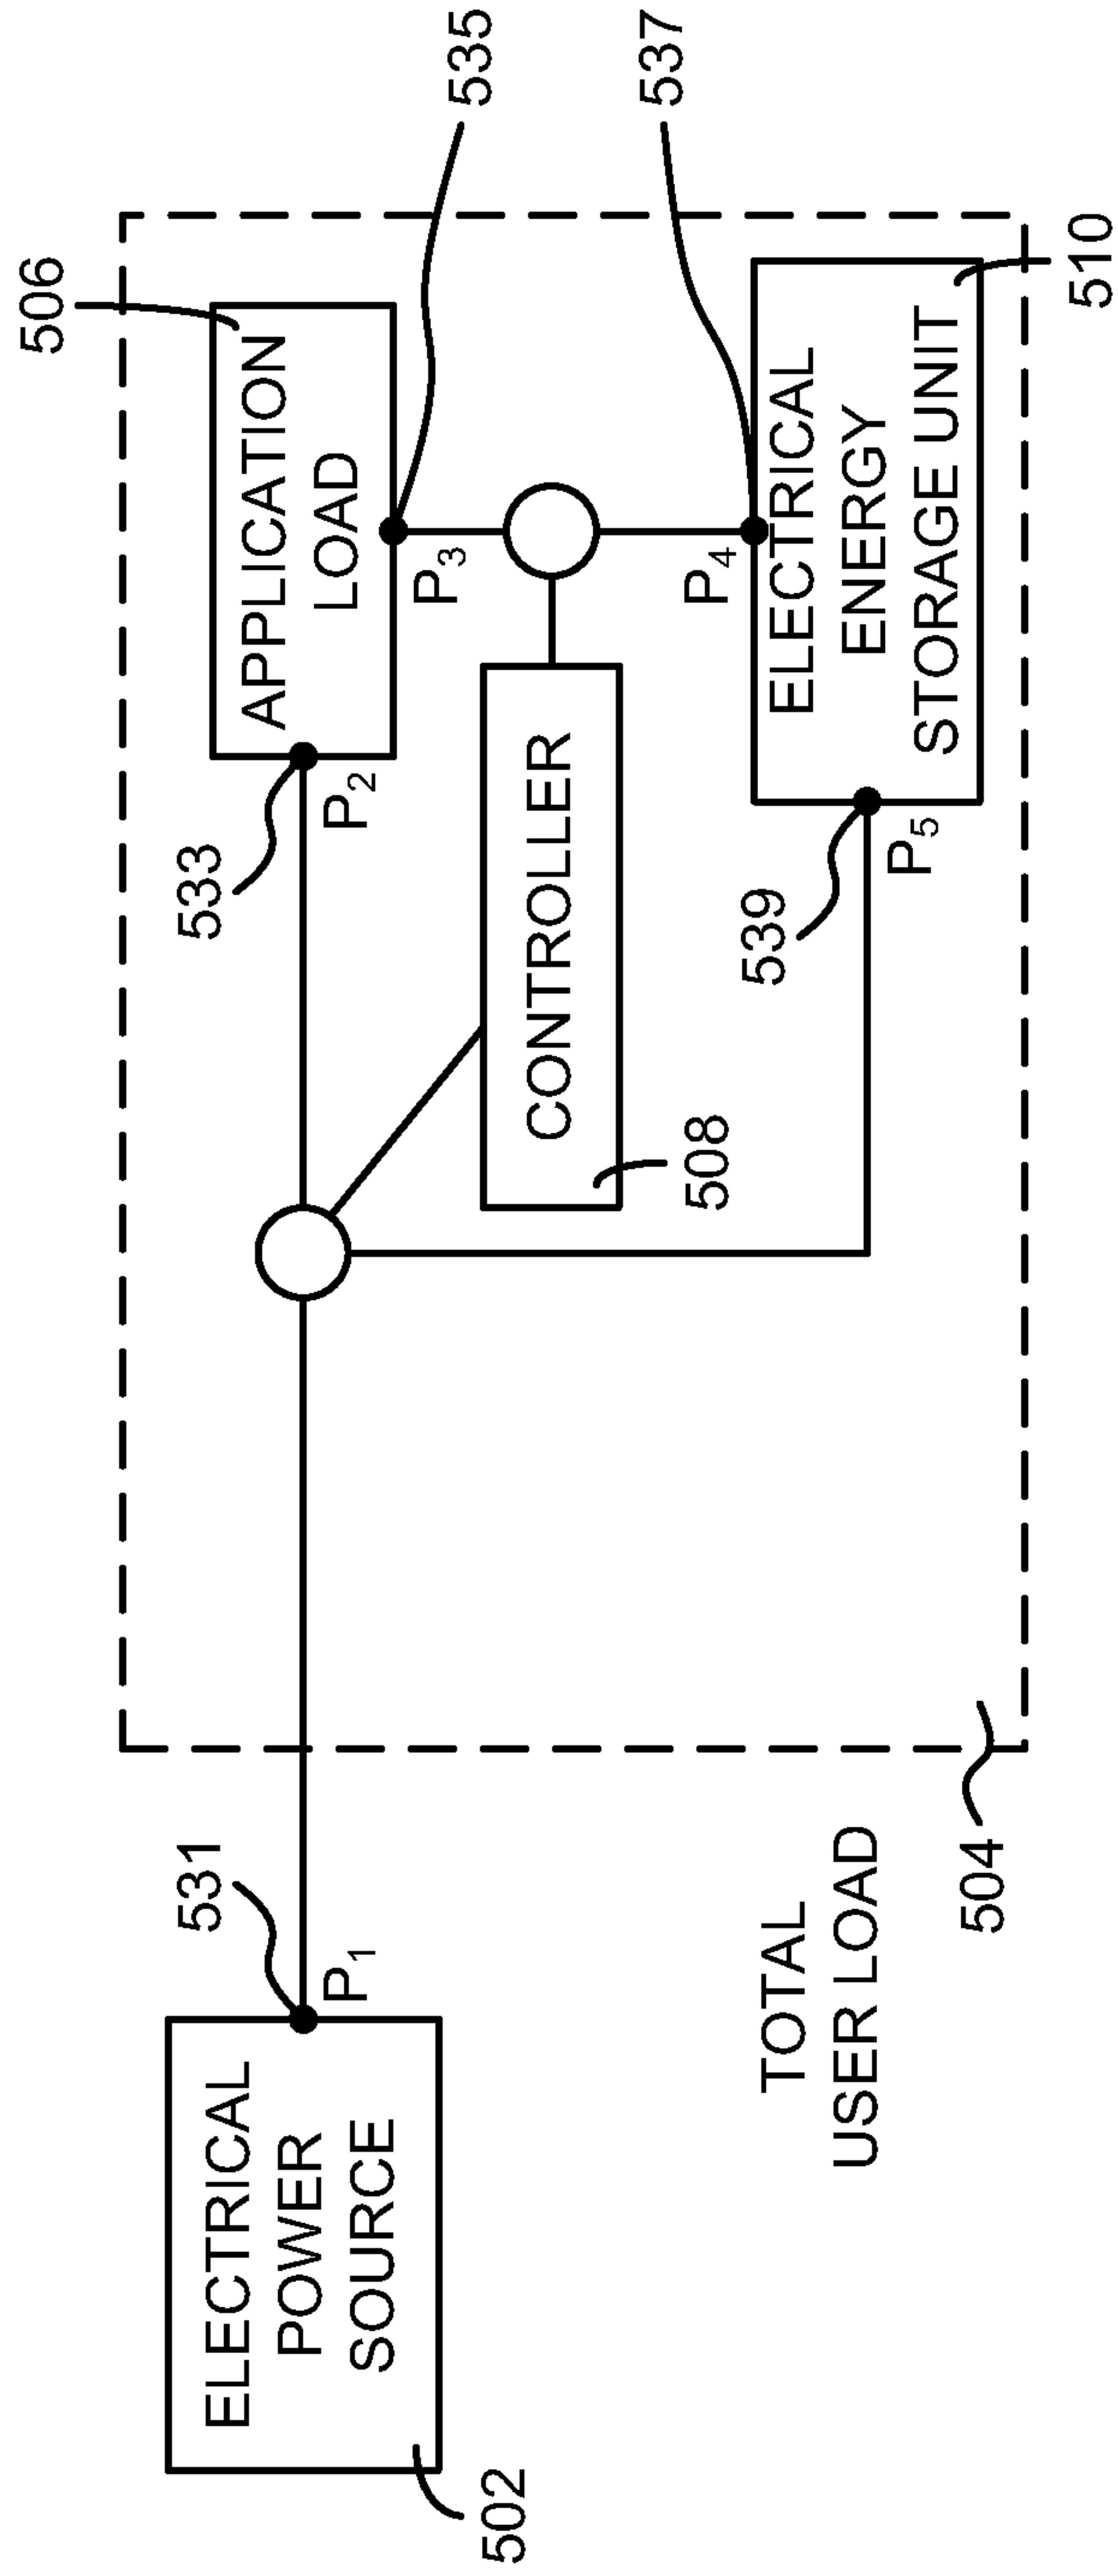 ELECTRICAL
POWER
SOURCE
502
531
P1
TOTAL
USER LOAD
504
533
P2
APPLICATION
LOAD
506
535
P3
CONTROLLER
508
537
P4
539
P5
ELECTRICAL
ENERGY
STORAGE UNIT
510